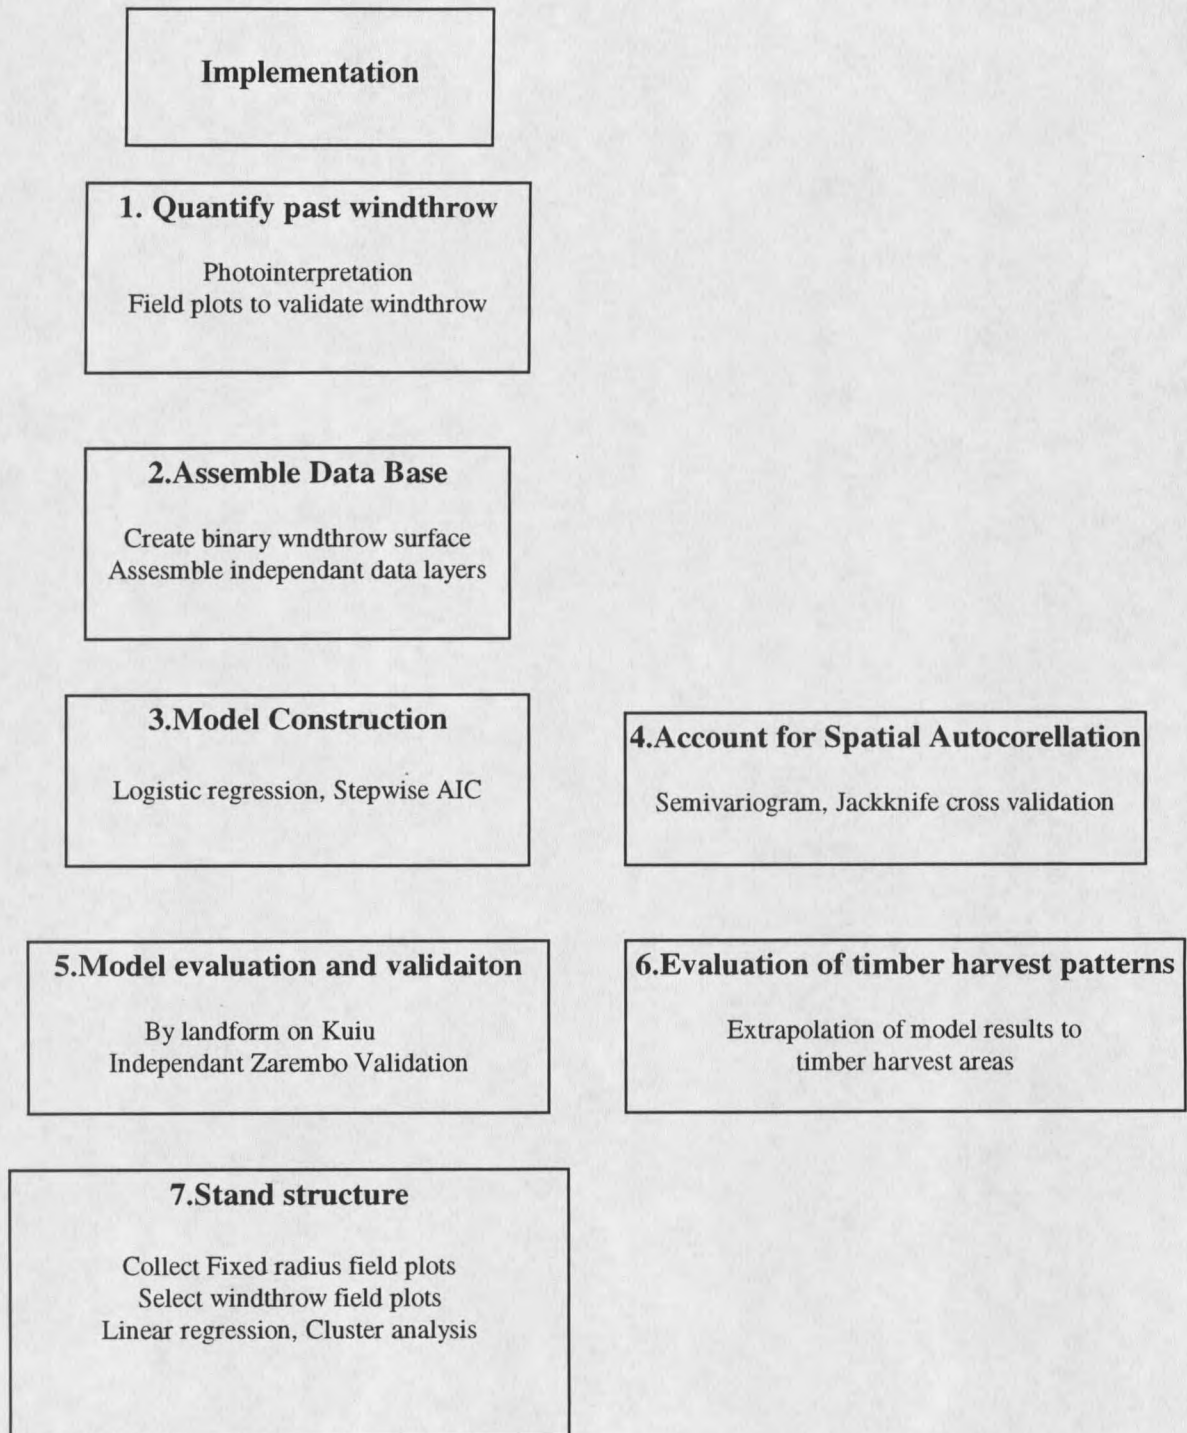 Implementation
1. Quantify past windthrow
Photointerpretation
Field plots to validate windthrow
2.Assemble Data Base
Create binary wndthrow surface
Assesmble independant data layers
3.Model Construction
Logistic regression, Stepwise AIC
4.Account for Spatial Autocorellation
Semivariogram, Jackknife cross validation
5.Model evaluation and validaiton
By landform on Kuiu
Independant Zarembo Validation
6.Evaluation of timber harvest patterns
Extrapolation of model results to
timber harvest areas
7.Stand structure
Collect Fixed radius field plots
Select windthrow field plots
Linear regression, Cluster analysis